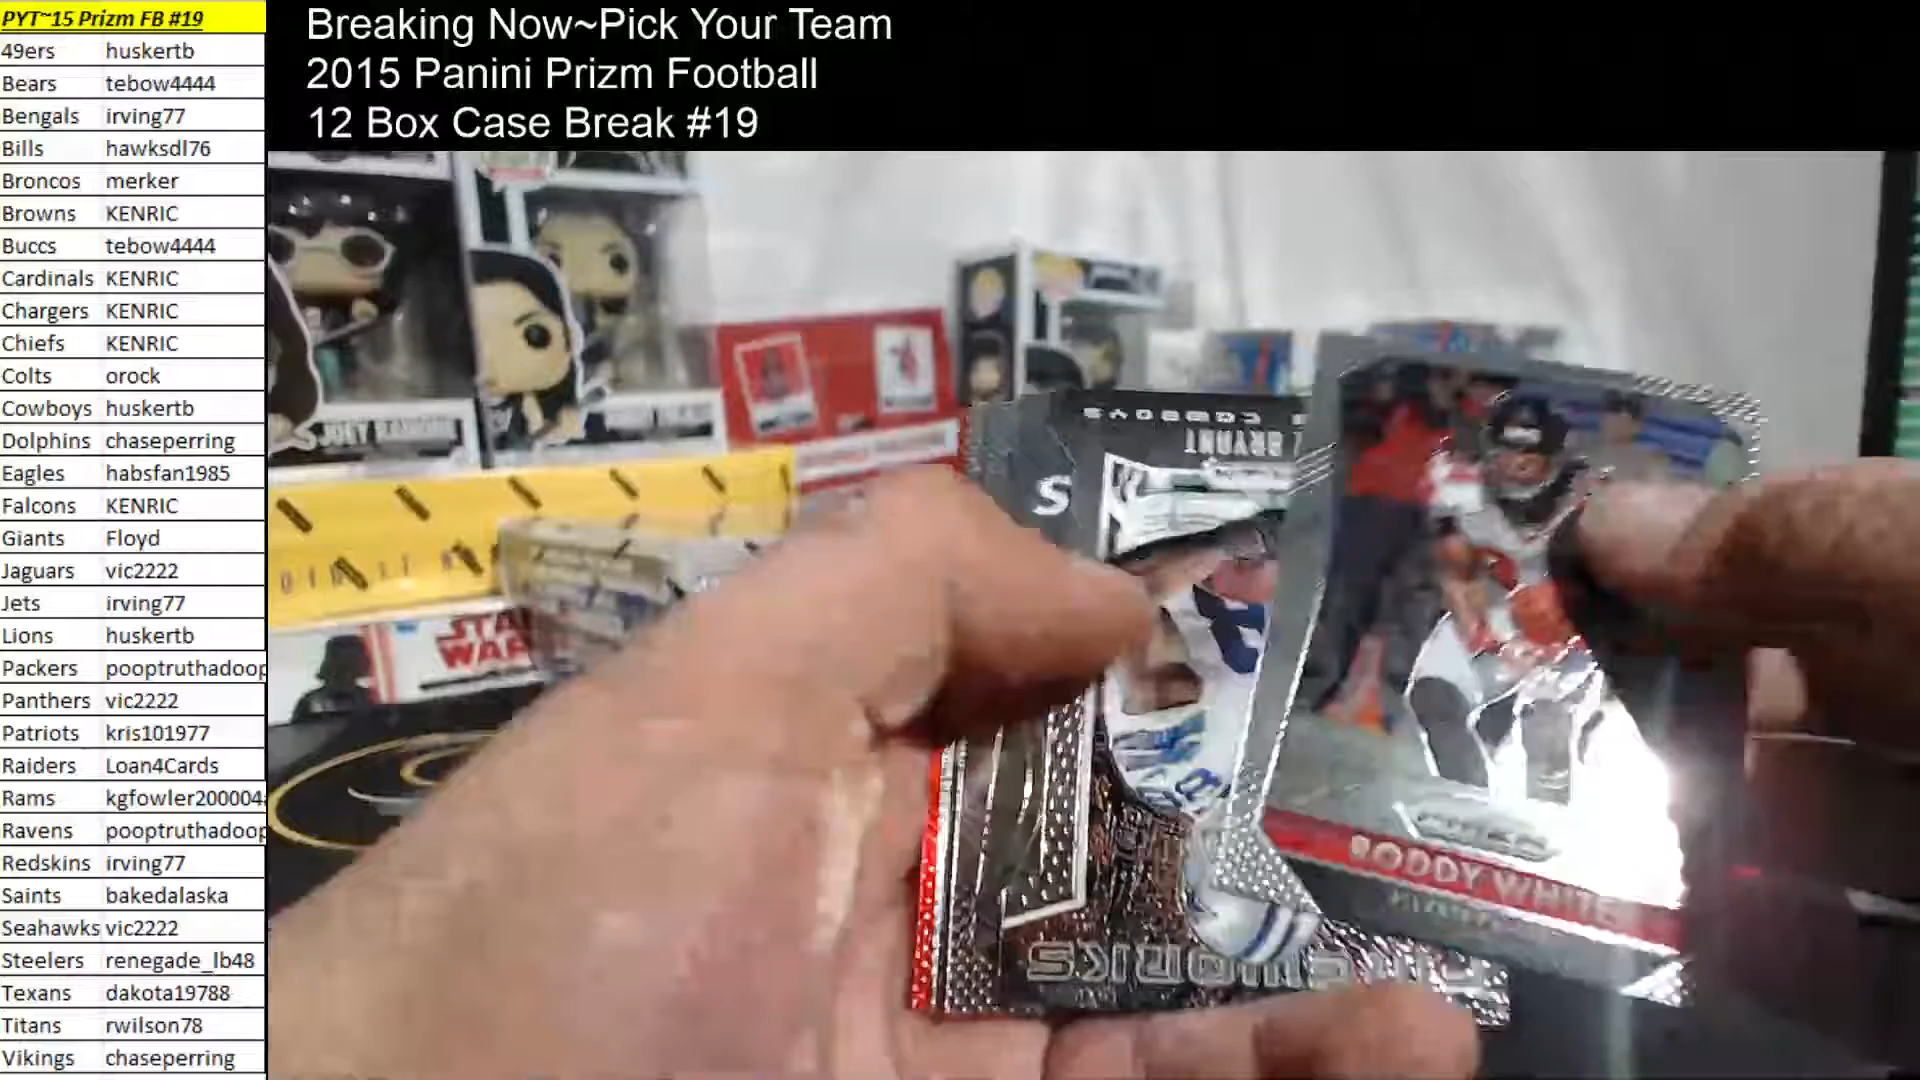 PYT~15 Prizm FB #19
49ers huskertb
Bears tebow4444
Bengals irving77
Bills hawksdl76
Broncos merker
Browns KENRIC
Buccs tebow4444
Cardinals KENRIC
Chargers KENRIC
Chiefs KENRIC
Colts orock
Cowboys huskertb
Dolphins chaseperring
Eagles habsfan1985
Falcons KENRIC
Giants Floyd
Jaguars vic2222
Jets irving77
Lions huskertb
Packers pooptruthadoop
Panthers vic2222
Patriots kris101977
Raiders Loan4Cards
Rams kgfowler200004
Ravens pooptruthadoop
Redskins irving77
Saints bakedalaska
Seahawks vic2222
Steelers renegade_lb48
Texans dakota19788
Titans rwilson78
Vikings chaseperring
Breaking Now~Pick Your Team
2015 Panini Prizm Football
12 Box Case Break #19
STAR
WARS
COWBOYS
BRYANT
FIREWORKS
RODDY WHITE